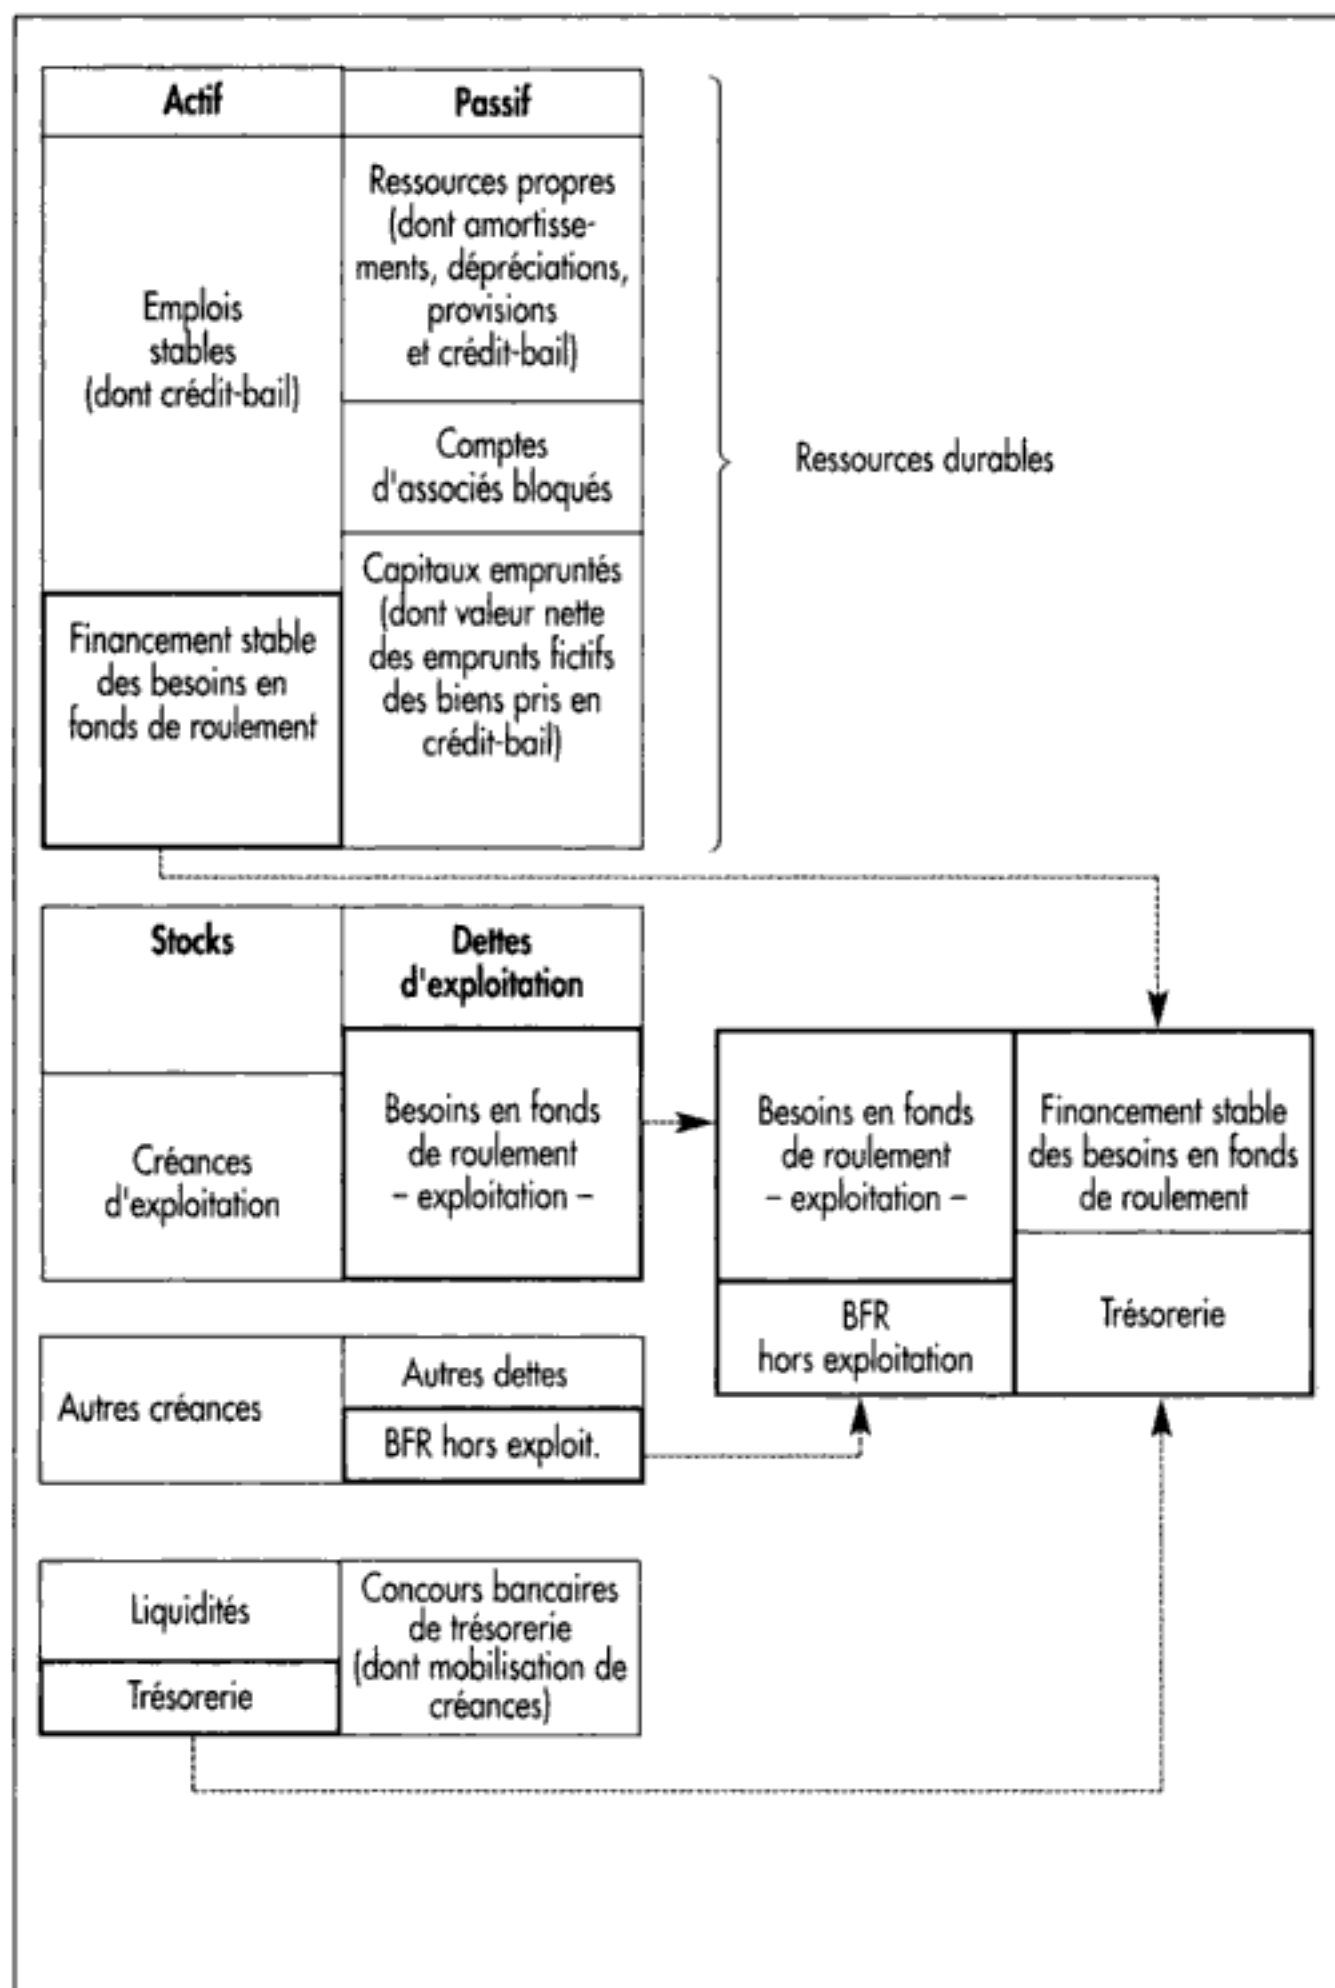 Actif
Passif
Emplois
stables
(dont crédit-bail)
Financement stable
des besoins en
fonds de roulement
Ressources propres
(dont amortisse-
ments, dépréciations,
provisions
et crédit-bail)
Comptes
d'associés bloqués
Capitaux empruntés
(dont valeur nette
des emprunts fictifs
des biens pris en
crédit-bail)
Ressources durables
Stocks
Créances
d'exploitation
Dettes
d'exploitation
Besoins en fonds
de roulement
– exploitation –
Besoins en fonds
de roulement
– exploitation –
BFR
hors exploitation
Financement stable
des besoins en fonds
de roulement
Trésorerie
Autres créances
Autres dettes
BFR hors exploit.
Liquidités
Trésorerie
Concours bancaires
de trésorerie
(dont mobilisation de
créances)